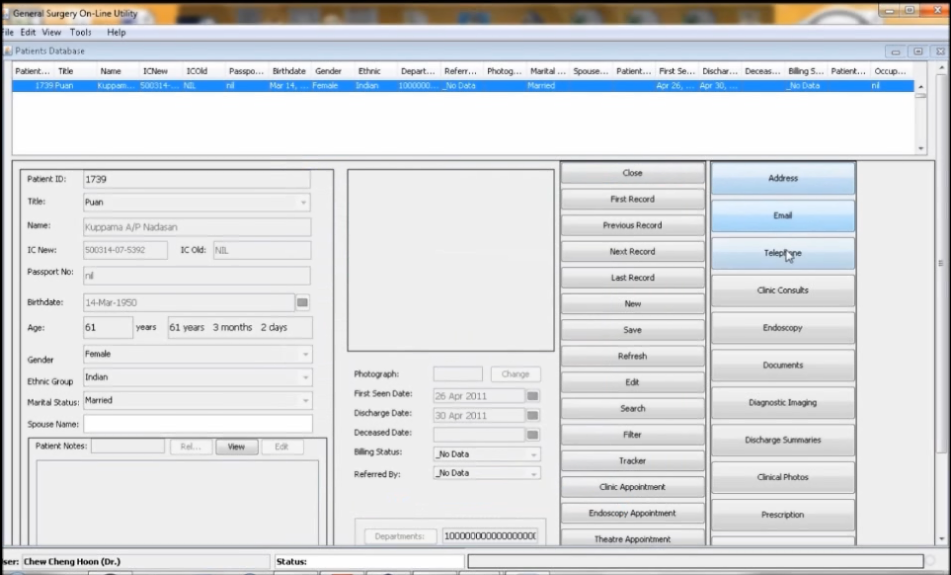 General Surgery On-Line Utility
File Edit View Tools Help
Patients Database
Patient... Title Name ICNew ICOld Passpo... Birthdate Gender Ethnic Depart... Referr... Photog... Marital ... Spouse... Patient... First Se... Dischar... Deceas... Billing S... Patient... Occup...
1739 Puan Kuppam... 500314-... NIL nil Mar 14, ... Female Indian 1000000... _No Data Married Apr 26, ... Apr 30, ... _No Data nil
Patient ID: 1739
Title: Puan
Name: Kuppama A/P Nadasan
IC New: 500314-07-5392 IC Old: NIL
Passport No: nil
Birthdate: 14-Mar-1950
Age: 61 years 61 years 3 months 2 days
Gender Female
Ethnic Group Indian
Marital Status: Married
Spouse Name:
Patient Notes: Rel... View Edit
Photograph: Change
First Seen Date: 26 Apr 2011
Discharge Date: 30 Apr 2011
Deceased Date:
Billing Status: _No Data
Referred By: _No Data
Departments: 10000000000000000
Close
First Record
Previous Record
Next Record
Last Record
New
Save
Refresh
Edit
Search
Filter
Tracker
Clinic Appointment
Endoscopy Appointment
Theatre Appointment
Address
Email
Telephone
Clinic Consults
Endoscopy
Documents
Diagnostic Imaging
Discharge Summaries
Clinical Photos
Prescription
ser: Chew Cheng Hoon (Dr.) Status: